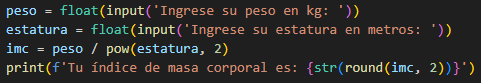 peso = float(input('Ingrese su peso en kg: '))
estatura = float(input('Ingrese su estatura en metros: '))
imc = peso / pow(estatura, 2)
print(f'Tu índice de masa corporal es: {str(round(imc, 2))}')